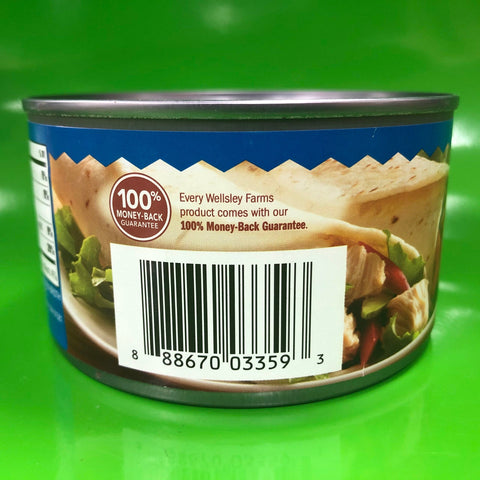 100%
MONEY-BACK
GUARANTEE
Every Wellsley Farms
product comes with our
100% Money-Back Guarantee.
8 88670 03359 3